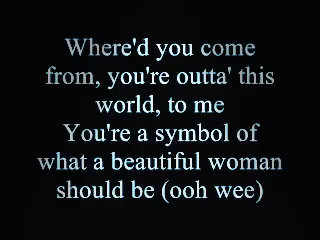 Where'd you come
from, you're outta' this
world, to me
You're a symbol of
what a beautiful woman
should be (ooh wee)